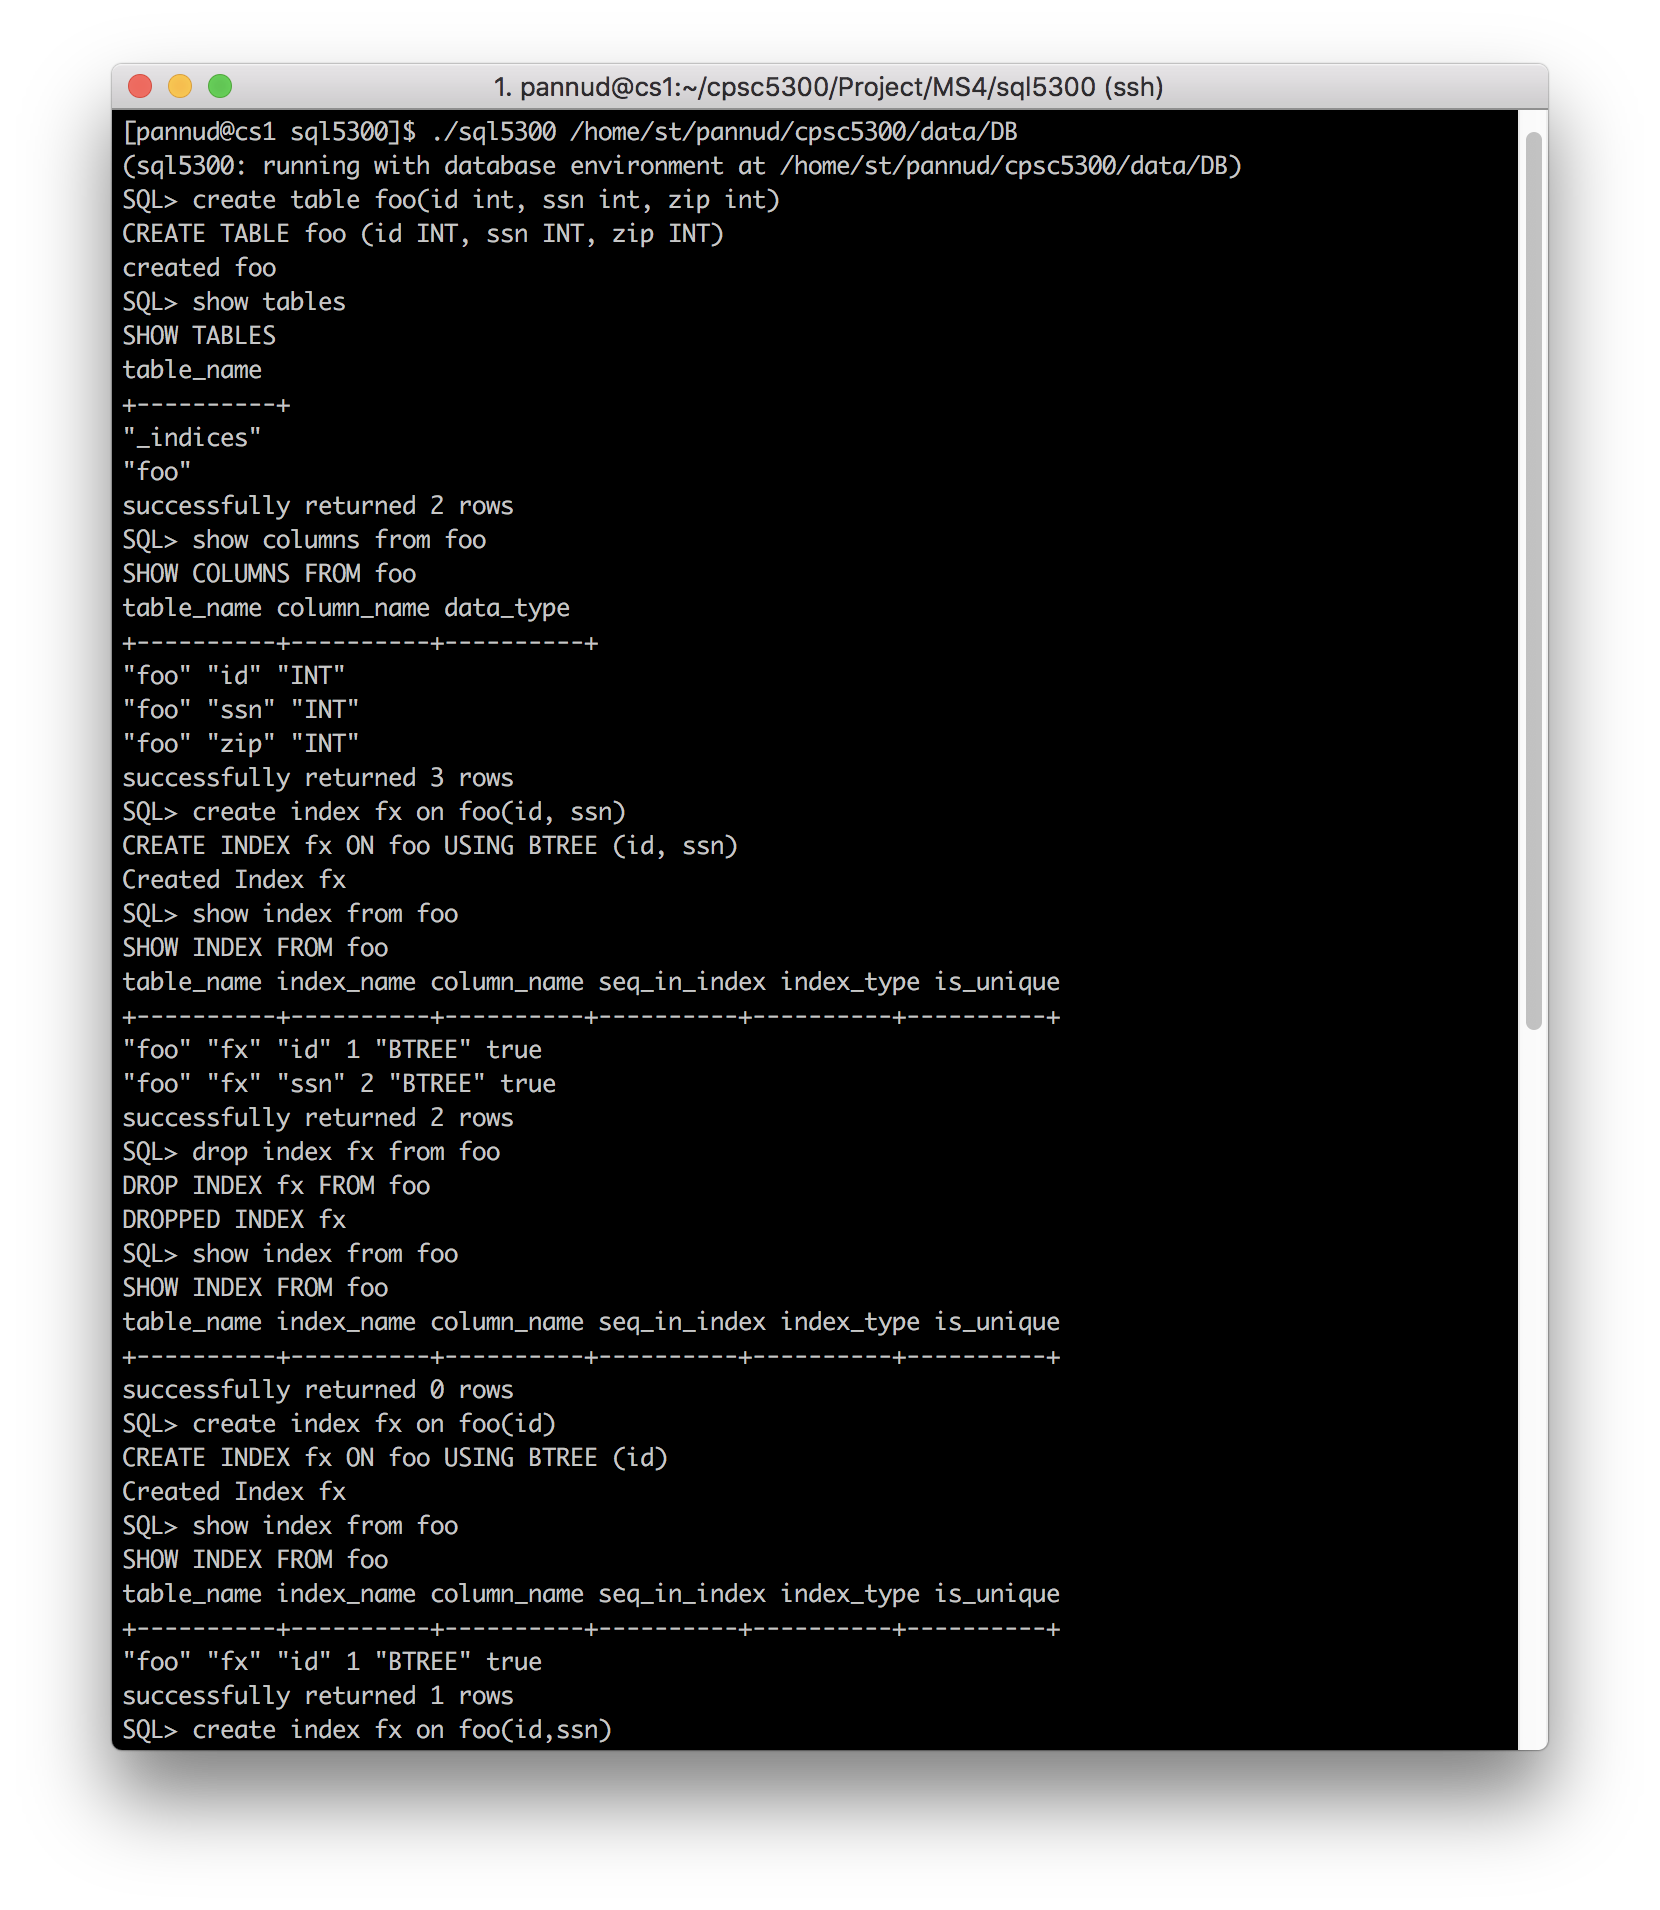 1. pannud@cs1:~/cpsc5300/Project/MS4/sql5300 (ssh)
[pannud@cs1 sql5300]$ ./sql5300 /home/st/pannud/cpsc5300/data/DB
(sql5300: running with database environment at /home/st/pannud/cpsc5300/data/DB)
SQL> create table foo(id int, ssn int, zip int)
CREATE TABLE foo (id INT, ssn INT, zip INT)
created foo
SQL> show tables
SHOW TABLES
table_name
+----------+
"_indices"
"foo"
successfully returned 2 rows
SQL> show columns from foo
SHOW COLUMNS FROM foo
table_name column_name data_type
+----------+----------+----------+
"foo" "id" "INT"
"foo" "ssn" "INT"
"foo" "zip" "INT"
successfully returned 3 rows
SQL> create index fx on foo(id, ssn)
CREATE INDEX fx ON foo USING BTREE (id, ssn)
Created Index fx
SQL> show index from foo
SHOW INDEX FROM foo
table_name index_name column_name seq_in_index index_type is_unique
+----------+----------+----------+----------+----------+----------+
"foo" "fx" "id" 1 "BTREE" true
"foo" "fx" "ssn" 2 "BTREE" true
successfully returned 2 rows
SQL> drop index fx from foo
DROP INDEX fx FROM foo
DROPPED INDEX fx
SQL> show index from foo
SHOW INDEX FROM foo
table_name index_name column_name seq_in_index index_type is_unique
+----------+----------+----------+----------+----------+----------+
successfully returned 0 rows
SQL> create index fx on foo(id)
CREATE INDEX fx ON foo USING BTREE (id)
Created Index fx
SQL> show index from foo
SHOW INDEX FROM foo
table_name index_name column_name seq_in_index index_type is_unique
+----------+----------+----------+----------+----------+----------+
"foo" "fx" "id" 1 "BTREE" true
successfully returned 1 rows
SQL> create index fx on foo(id,ssn)